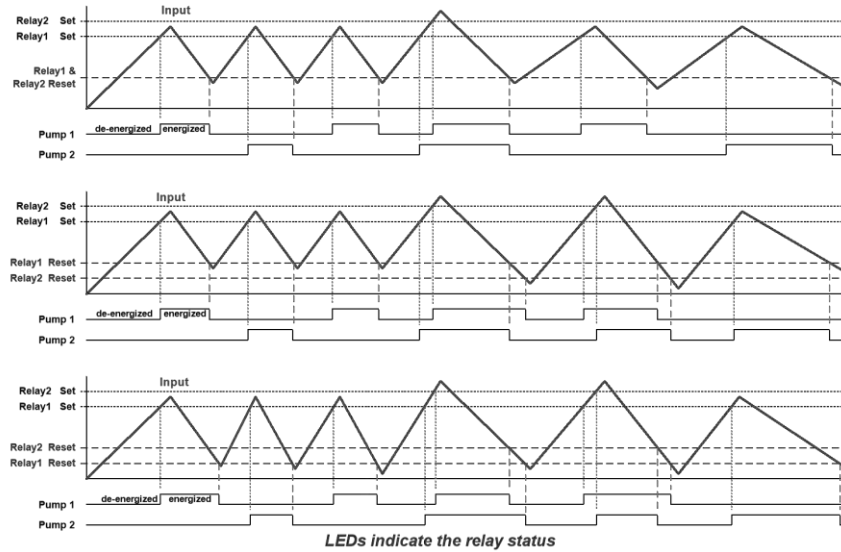 Input
Relay2 Set
Relay1 Set
Relay1 &
Relay2 Reset
de-energized energized
Pump 1
Pump 2
Input
Relay2 Set
Relay1 Set
Relay1 Reset
Relay2 Reset
de-energized energized
Pump 1
Pump 2
Input
Relay2 Set
Relay1 Set
Relay2 Reset
Relay1 Reset
de-energized energized
Pump 1
Pump 2
LEDs indicate the relay status